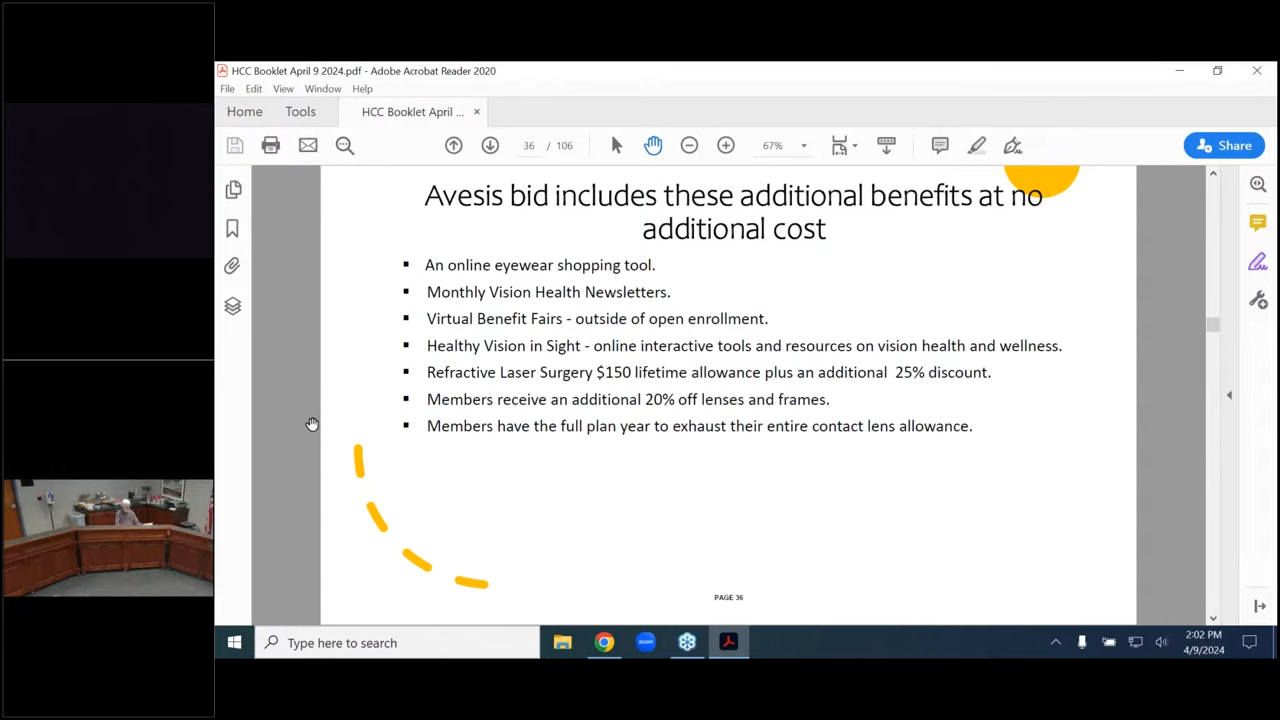 HCC Booklet April 9 2024.pdf - Adobe Acrobat Reader 2020
File Edit View Window Help
Home Tools HCC Booklet April ... ×
36 / 106 67% Share
Avesis bid includes these additional benefits at no
additional cost
▪ An online eyewear shopping tool.
▪ Monthly Vision Health Newsletters.
▪ Virtual Benefit Fairs - outside of open enrollment.
▪ Healthy Vision in Sight - online interactive tools and resources on vision health and wellness.
▪ Refractive Laser Surgery $150 lifetime allowance plus an additional 25% discount.
▪ Members receive an additional 20% off lenses and frames.
▪ Members have the full plan year to exhaust their entire contact lens allowance.
PAGE 36
Type here to search
zoom
2:02 PM
4/9/2024